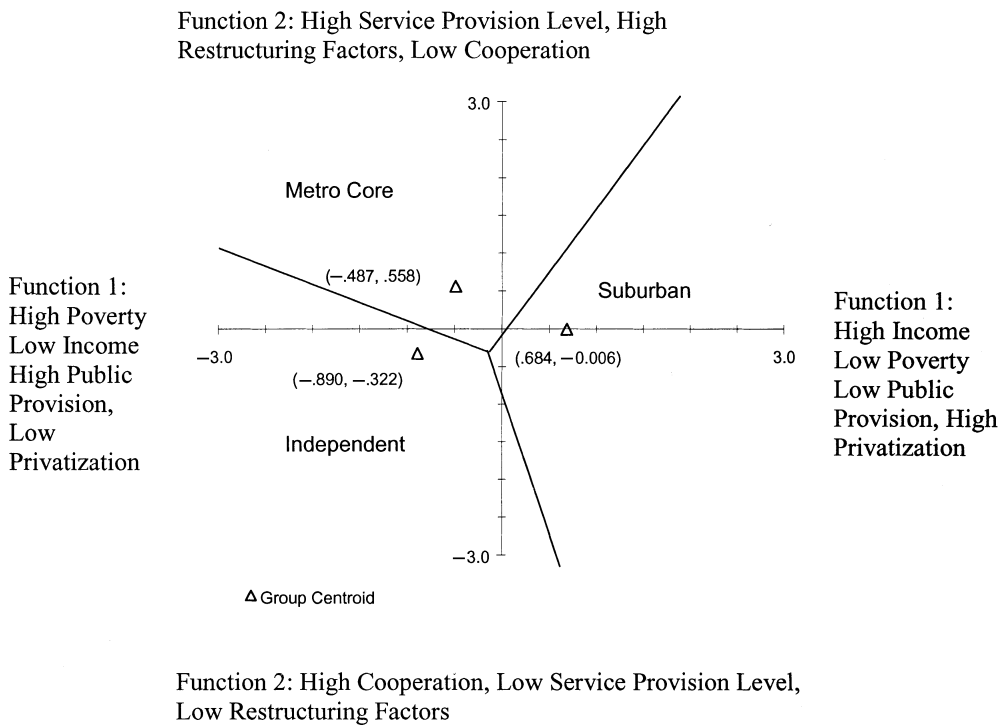 Function 2: High Service Provision Level, High
Restructuring Factors, Low Cooperation
3.0
Metro Core
(−.487, .558)
Suburban
Function 1:
High Poverty
Low Income
High Public
Provision,
Low
Privatization
Function 1:
High Income
Low Poverty
Low Public
Provision, High
Privatization
−3.0
(.684, −0.006)
3.0
(−.890, −.322)
Independent
−3.0
Group Centroid
Function 2: High Cooperation, Low Service Provision Level,
Low Restructuring Factors